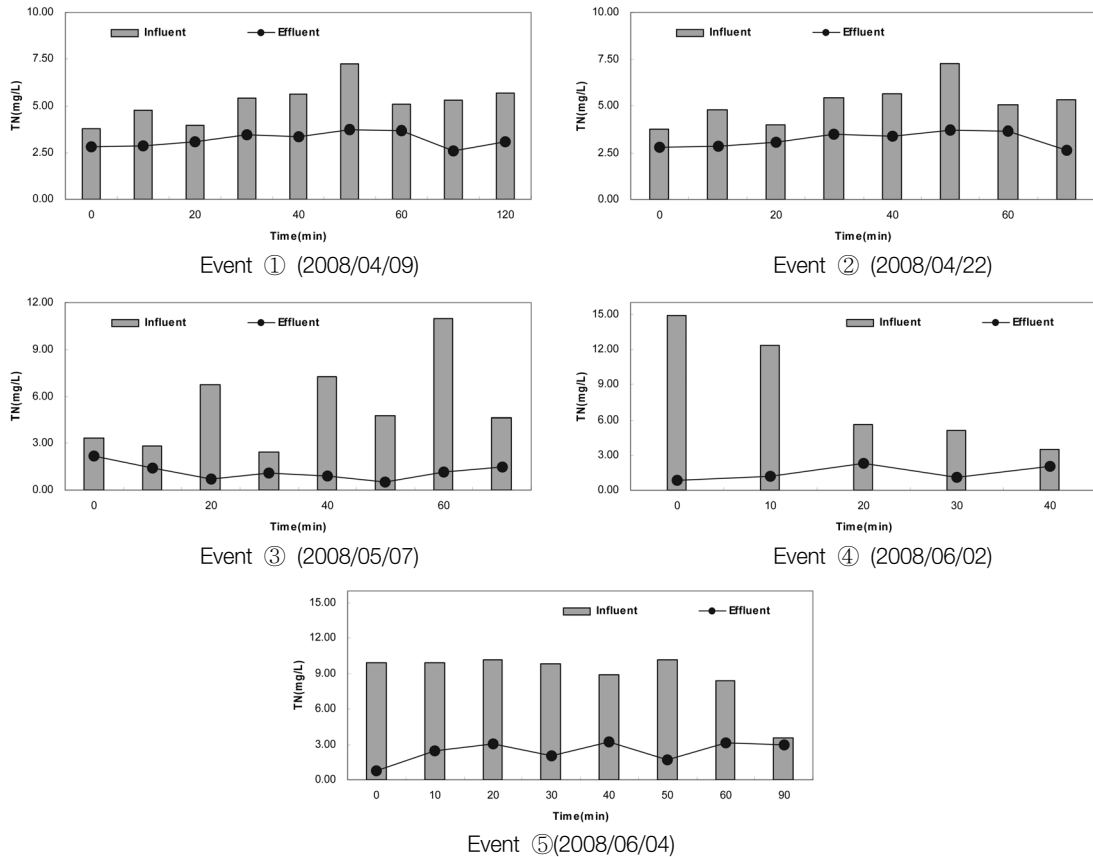 10.00
7.50
5.00
2.50
0.00
TN(mg/L)
Influent
Effluent
0 20 40 60 120
Time(min)
Event ① (2008/04/09)
10.00
7.50
5.00
2.50
0.00
TN(mg/L)
Influent
Effluent
0 20 40 60
Time(min)
Event ② (2008/04/22)
12.00
9.00
6.00
3.00
0.00
TN(mg/L)
Influent
Effluent
0 20 40 60
Time(min)
Event ③ (2008/05/07)
15.00
12.00
9.00
6.00
3.00
0.00
TN(mg/L)
Influent
Effluent
0 10 20 30 40
Time(min)
Event ④ (2008/06/02)
15.00
12.00
9.00
6.00
3.00
0.00
TN(mg/L)
Influent
Effluent
0 10 20 30 40 50 60 90
Time(min)
Event ⑤(2008/06/04)